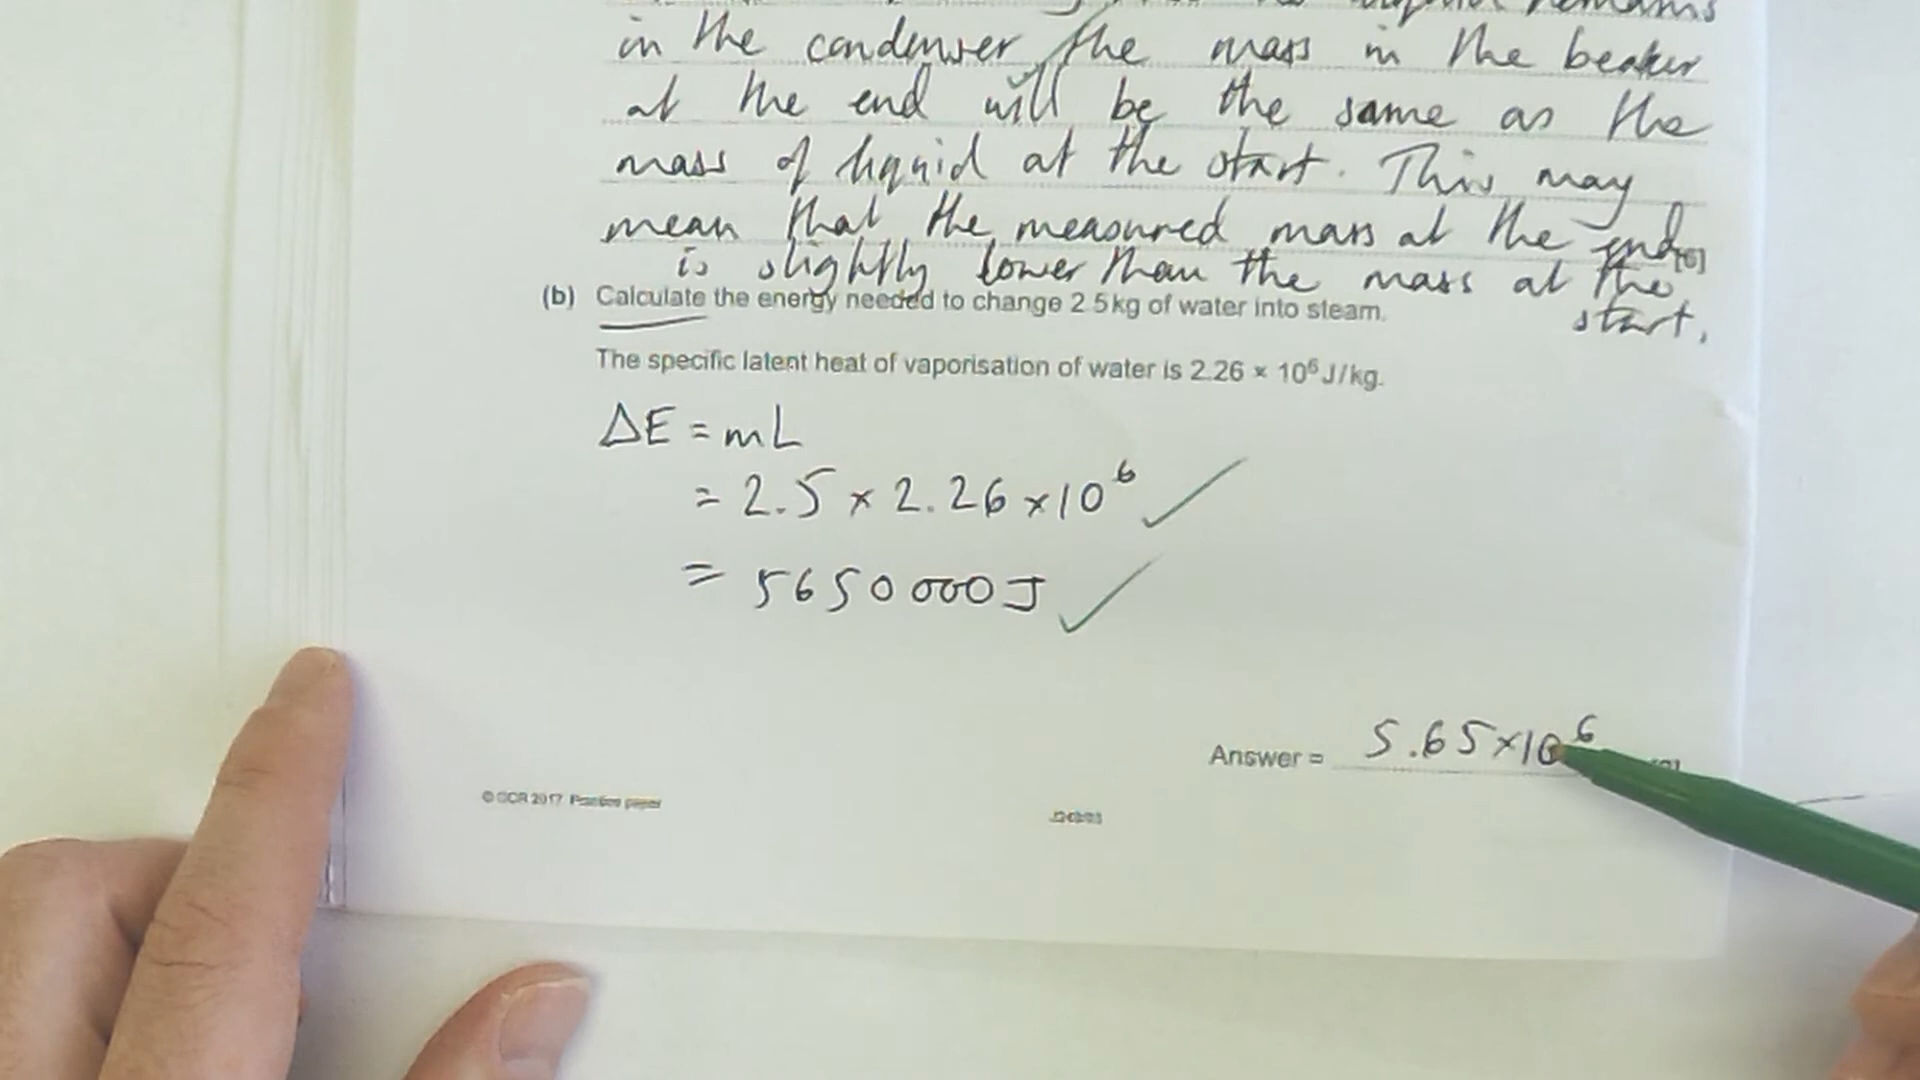 remains
in the condenser the mass in the beaker
at the end will be the same as the
mass of liquid at the start. This may
mean that the measured mass at the end [6]
is slightly lower than the mass at the
start.
(b) Calculate the energy needed to change 2.5 kg of water into steam.
The specific latent heat of vaporisation of water is 2.26 × 10⁶ J/kg.
ΔE = mL
= 2.5 × 2.26 × 10⁶
= 5650000J
Answer = 5.65×10⁶
© OCR 2017 Practice paper